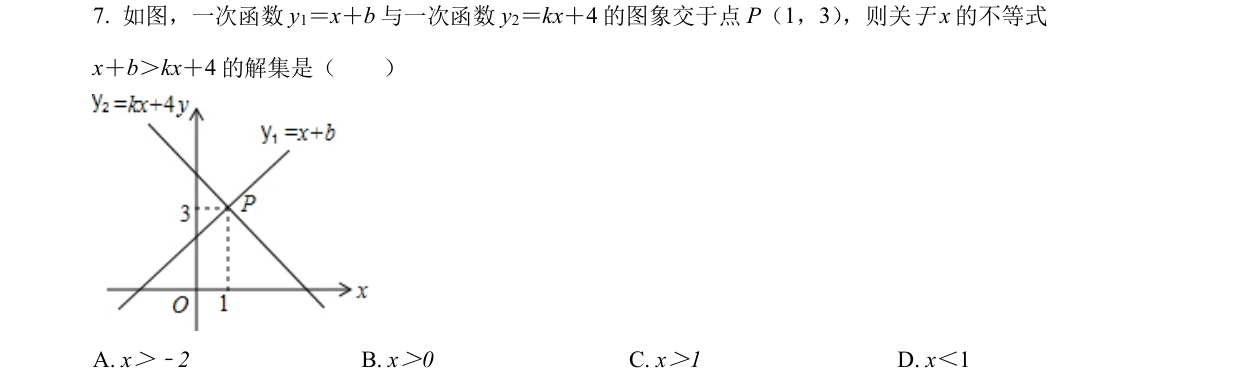 7. 如图，一次函数 y₁＝x＋b 与一次函数 y₂＝kx＋4 的图象交于点 P（1，3），则关于 x 的不等式
x＋b＞kx＋4 的解集是（　　）
y₂=kx+4 y
y₁=x+b
3 P
O 1 x
A. x＞﹣2 B. x＞0 C. x＞1 D. x＜1